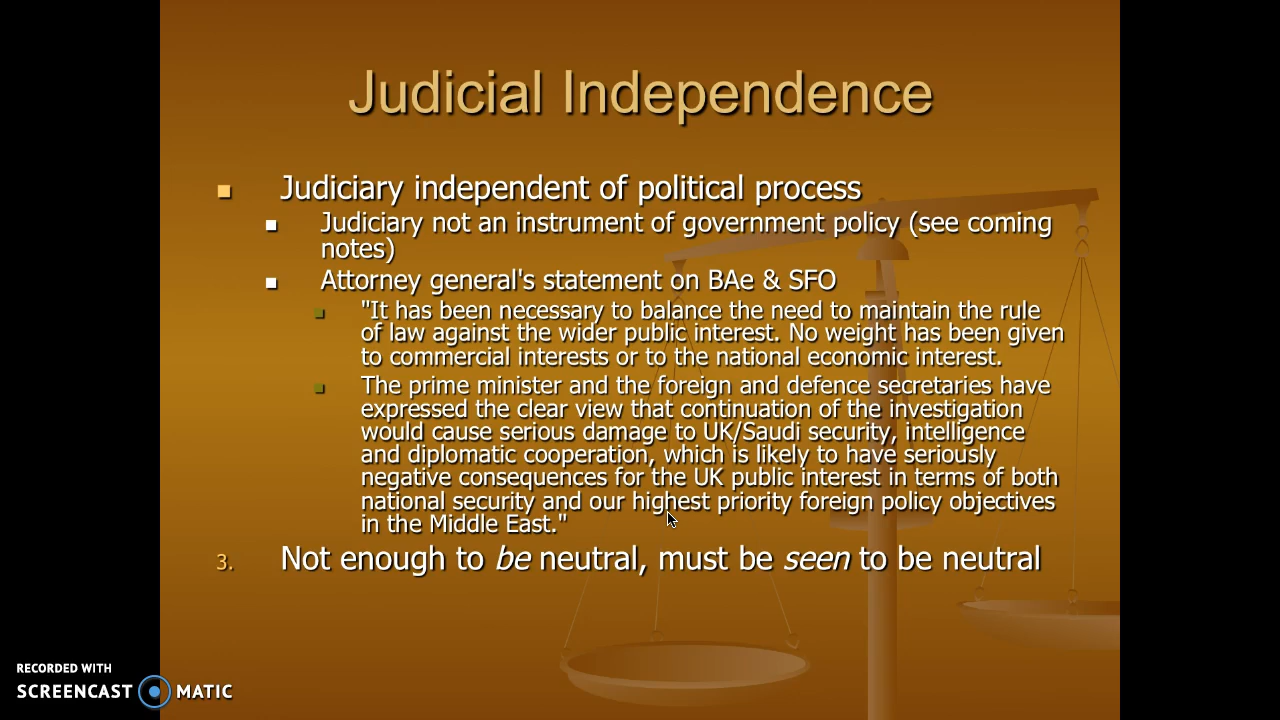 Judicial Independence
Judiciary independent of political process
Judiciary not an instrument of government policy (see coming
notes)
Attorney general's statement on BAe & SFO
"It has been necessary to balance the need to maintain the rule
of law against the wider public interest. No weight has been given
to commercial interests or to the national economic interest.
The prime minister and the foreign and defence secretaries have
expressed the clear view that continuation of the investigation
would cause serious damage to UK/Saudi security, intelligence
and diplomatic cooperation, which is likely to have seriously
negative consequences for the UK public interest in terms of both
national security and our highest priority foreign policy objectives
in the Middle East."
3. Not enough to be neutral, must be seen to be neutral
RECORDED WITH
SCREENCAST MATIC